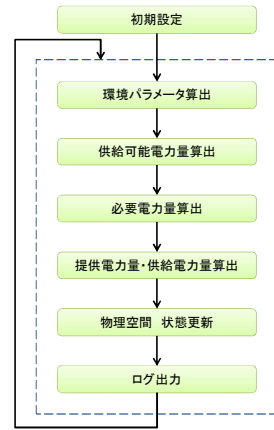 初期設定
環境パラメータ算出
供給可能電力量算出
必要電力量算出
提供電力量・供給電力量算出
物理空間　状態更新
ログ出力